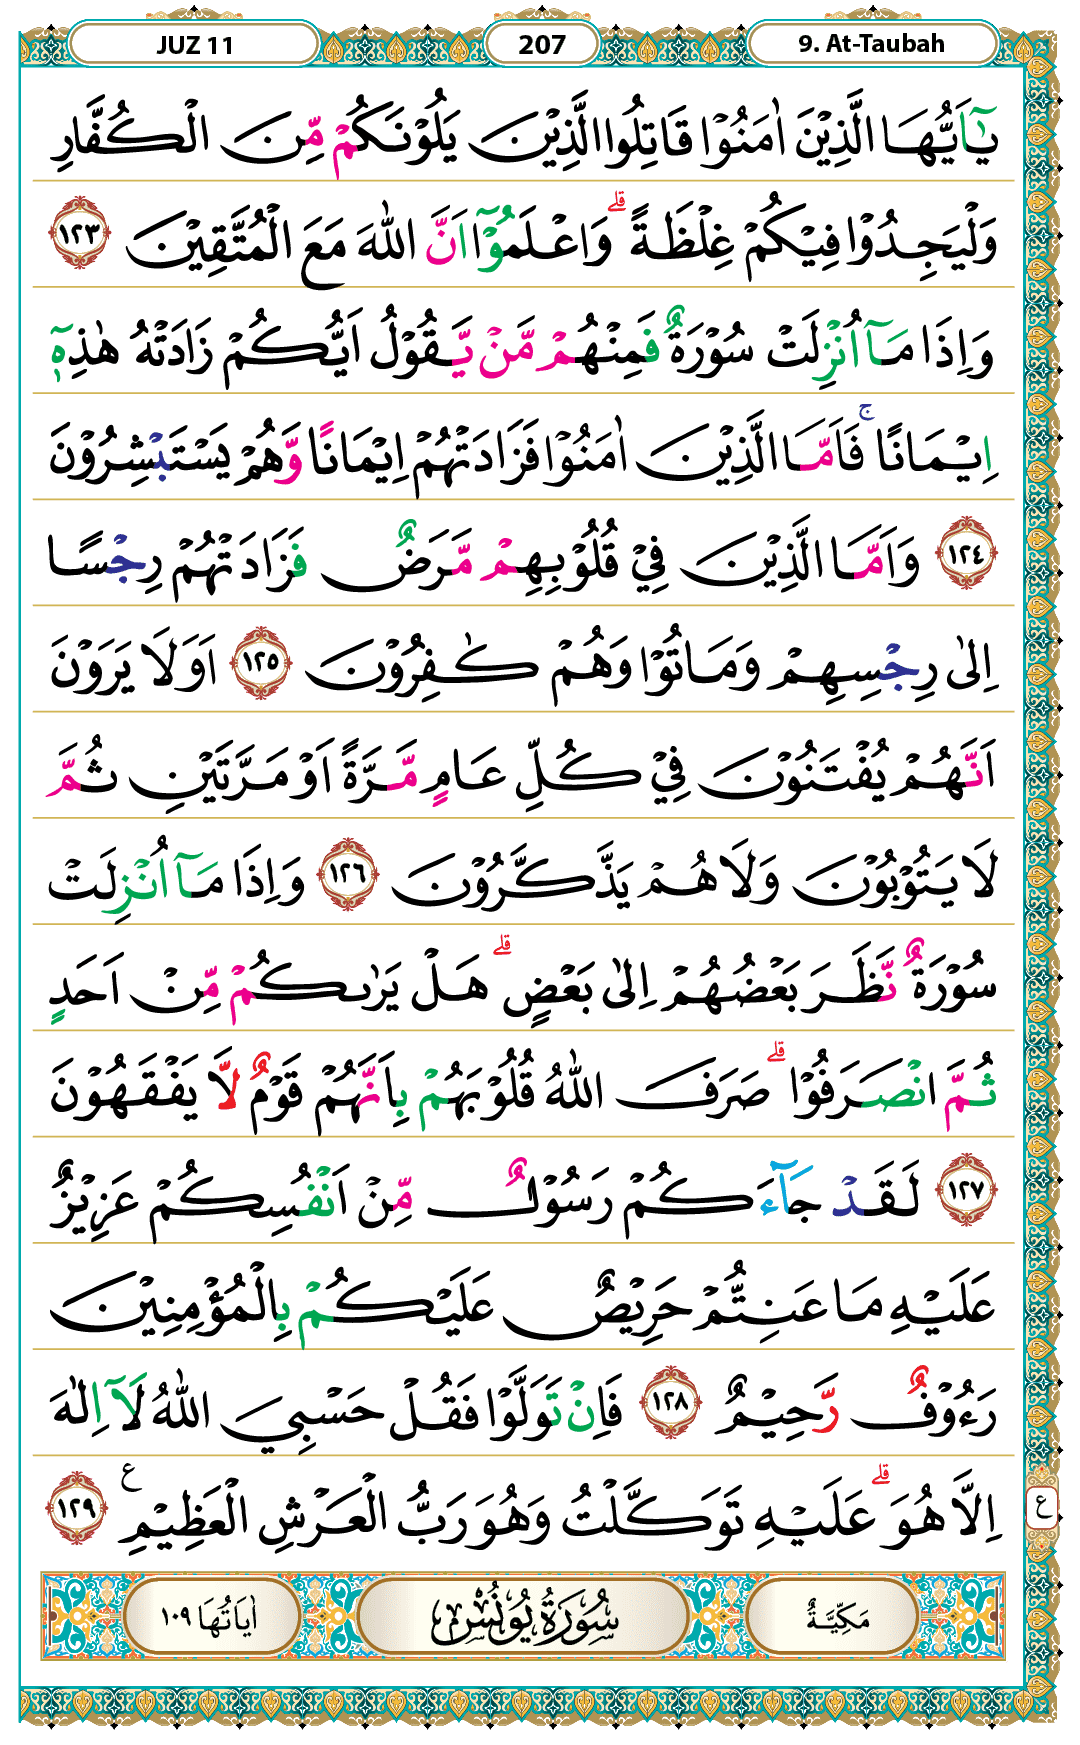 9. At-Taubah
207
JUZ 11
يٰٓاَيُّهَا الَّذِيْنَ اٰمَنُوْا قَاتِلُوا الَّذِيْنَ يَلُوْنَكُمْ مِّنَ الْكُفَّارِ
وَلْيَجِدُوْا فِيْكُمْ غِلْظَةًۗ وَاعْلَمُوْٓا اَنَّ اللّٰهَ مَعَ الْمُتَّقِيْنَ ١٢٣
وَاِذَا مَآ اُنْزِلَتْ سُوْرَةٌ فَمِنْهُمْ مَّنْ يَّقُوْلُ اَيُّكُمْ زَادَتْهُ هٰذِهٖٓ
اِيْمَانًاۚ فَاَمَّا الَّذِيْنَ اٰمَنُوْا فَزَادَتْهُمْ اِيْمَانًا وَّهُمْ يَسْتَبْشِرُوْنَ
١٢٤ وَاَمَّا الَّذِيْنَ فِيْ قُلُوْبِهِمْ مَّرَضٌ فَزَادَتْهُمْ رِجْسًا
اِلٰى رِجْسِهِمْ وَمَاتُوْا وَهُمْ كٰفِرُوْنَ ١٢٥ اَوَلَا يَرَوْنَ
اَنَّهُمْ يُفْتَنُوْنَ فِيْ كُلِّ عَامٍ مَّرَّةً اَوْ مَرَّتَيْنِ ثُمَّ
لَا يَتُوْبُوْنَ وَلَا هُمْ يَذَّكَّرُوْنَ ١٢٦ وَاِذَا مَآ اُنْزِلَتْ
سُوْرَةٌ نَّظَرَ بَعْضُهُمْ اِلٰى بَعْضٍۗ هَلْ يَرٰىكُمْ مِّنْ اَحَدٍ
ثُمَّ انْصَرَفُوْاۗ صَرَفَ اللّٰهُ قُلُوْبَهُمْ بِاَنَّهُمْ قَوْمٌ لَّا يَفْقَهُوْنَ
١٢٧ لَقَدْ جَاۤءَكُمْ رَسُوْلٌ مِّنْ اَنْفُسِكُمْ عَزِيْزٌ
عَلَيْهِ مَا عَنِتُّمْ حَرِيْصٌ عَلَيْكُمْ بِالْمُؤْمِنِيْنَ
رَءُوْفٌ رَّحِيْمٌ ١٢٨ فَاِنْ تَوَلَّوْا فَقُلْ حَسْبِيَ اللّٰهُ لَآ اِلٰهَ
اِلَّا هُوَۗ عَلَيْهِ تَوَكَّلْتُ وَهُوَ رَبُّ الْعَرْشِ الْعَظِيْمِ ع ١٢٩
ع
مَكِّيَّةٌ
سُوْرَةُ يُوْنُسَ
اٰيَاتُهَا ١٠٩